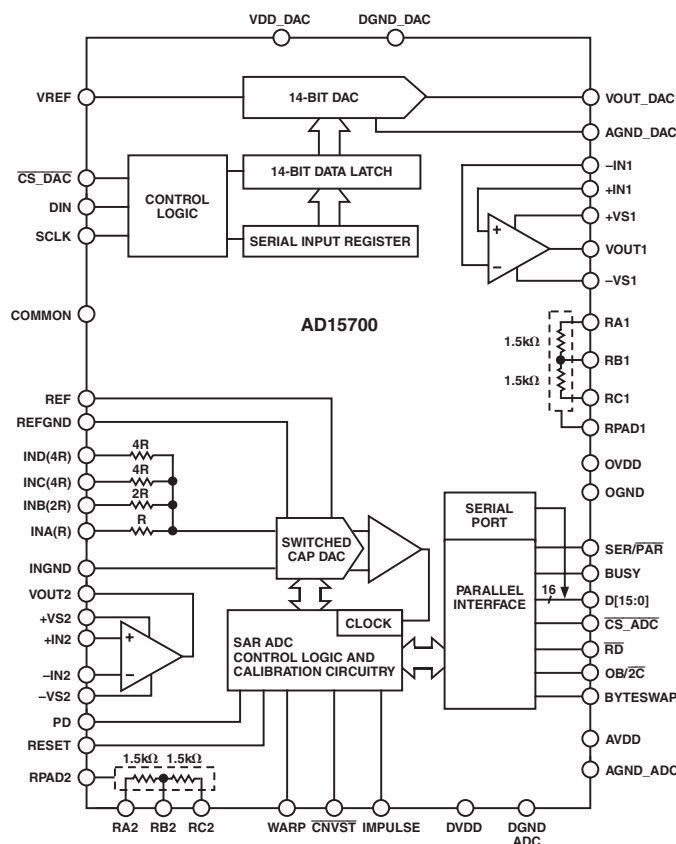 VDD_DAC DGND_DAC
VREF
14-BIT DAC
VOUT_DAC
AGND_DAC
CS_DAC
DIN
SCLK
CONTROL
LOGIC
14-BIT DATA LATCH
SERIAL INPUT REGISTER
–IN1
+IN1
+VS1
VOUT1
–VS1
+
–
COMMON
AD15700
RA1
1.5kΩ
RB1
1.5kΩ
RC1
RPAD1
REF
REFGND
IND(4R)
4R
INC(4R)
4R
INB(2R)
2R
INA(R)
R
INGND
SWITCHED
CAP DAC
OVDD
OGND
SERIAL
PORT
PARALLEL
INTERFACE
16
SER/PAR
BUSY
D[15:0]
CS_ADC
RD
OB/2C
BYTESWAP
VOUT2
+VS2
+IN2
–IN2
–VS2
+
–
CLOCK
SAR ADC
CONTROL LOGIC AND
CALIBRATION CIRCUITRY
PD
RESET
RPAD2
1.5kΩ 1.5kΩ
AVDD
AGND_ADC
RA2 RB2 RC2 WARP CNVST IMPULSE DVDD DGND
ADC